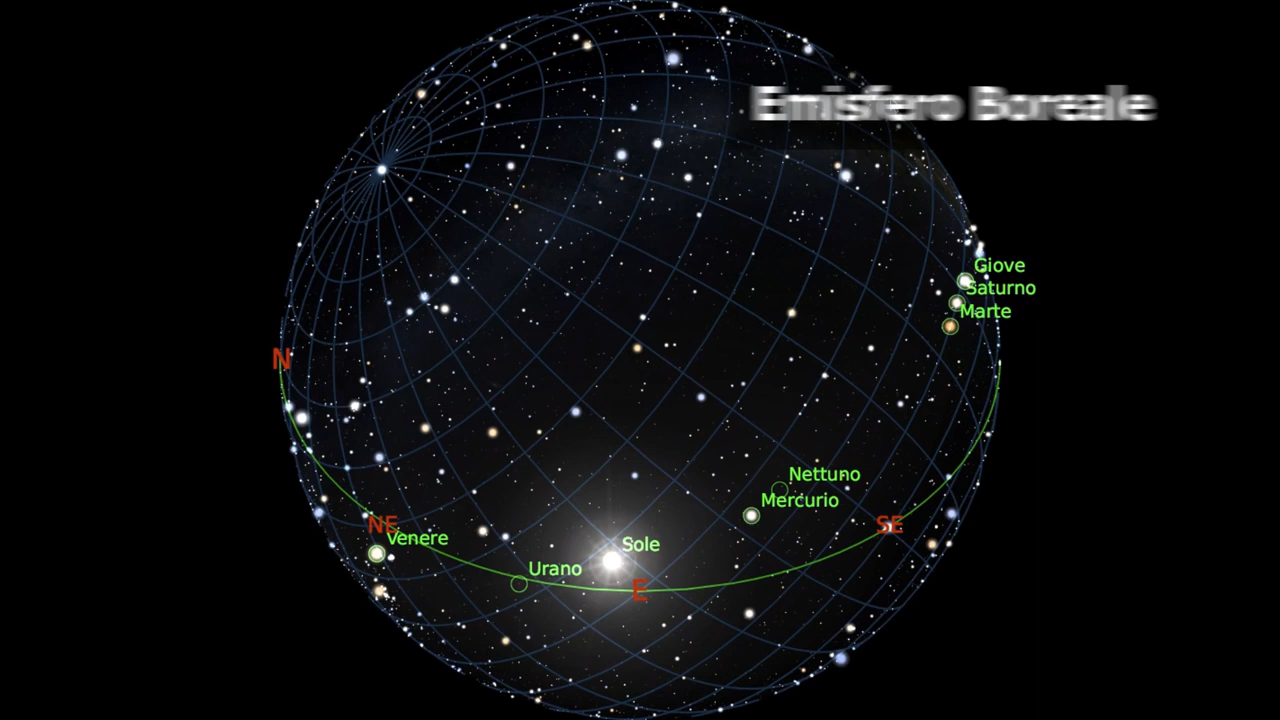 Emisfero Boreale
Giove
Saturno
Marte
N
Nettuno
Mercurio
NE
SE
Venere
Sole
Urano
E